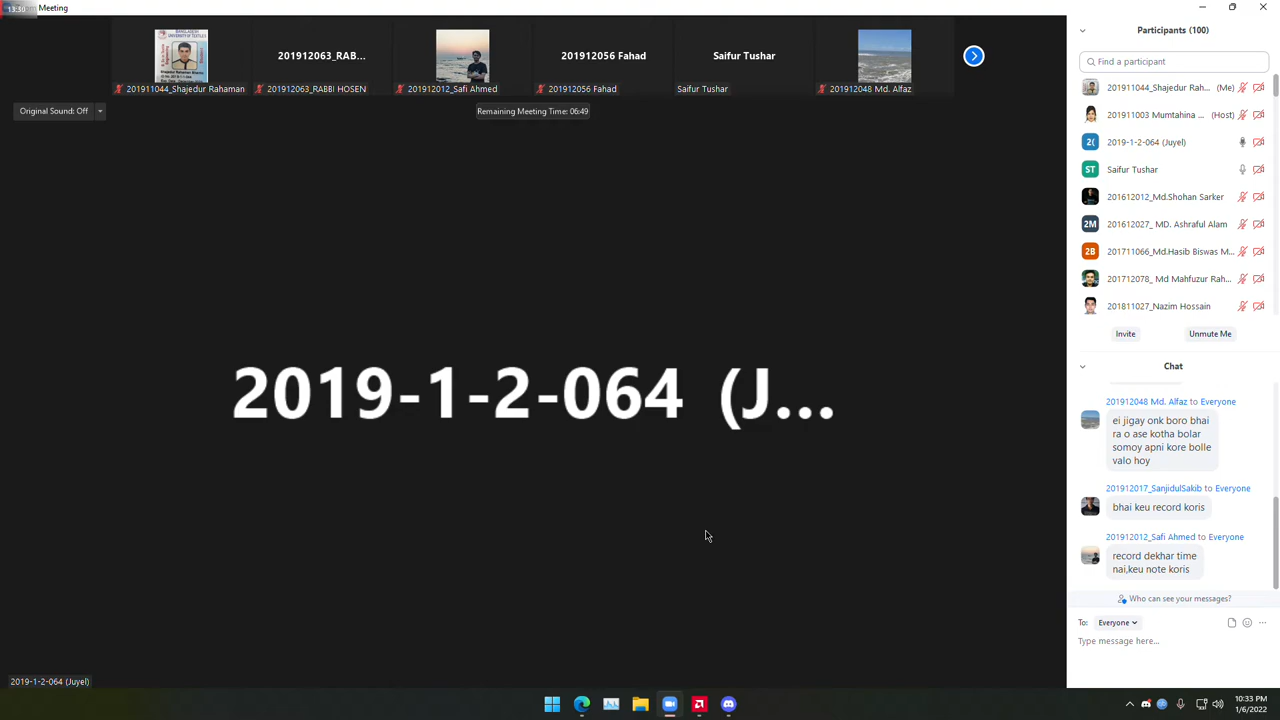 13:30
Meeting
201912063_RAB...
201912056 Fahad
Saifur Tushar
201911044_Shajedur Rahaman
201912063_RABBI HOSEN
201912012_Safi Ahmed
201912056 Fahad
Saifur Tushar
201912048 Md. Alfaz
Original Sound: Off
Remaining Meeting Time: 06:49
2019-1-2-064 (J...
2019-1-2-064 (Juyel)
Participants (100)
Find a participant
201911044_Shajedur Rah... (Me)
201911003 Mumtahina ... (Host)
2( 2019-1-2-064 (Juyel)
ST Saifur Tushar
201612012_Md.Shohan Sarker
2M 201612027_ MD. Ashraful Alam
2B 201711066_Md.Hasib Biswas M...
201712078_ Md Mahfuzur Rah...
201811027_Nazim Hossain
Invite
Unmute Me
Chat
201912048 Md. Alfaz to Everyone
ei jigay onk boro bhai
ra o ase kotha bolar
somoy apni kore bolle
valo hoy
201912017_SanjidulSakib to Everyone
bhai keu record koris
201912012_Safi Ahmed to Everyone
record dekhar time
nai,keu note koris
Who can see your messages?
To: Everyone
Type message here...
10:33 PM
1/6/2022